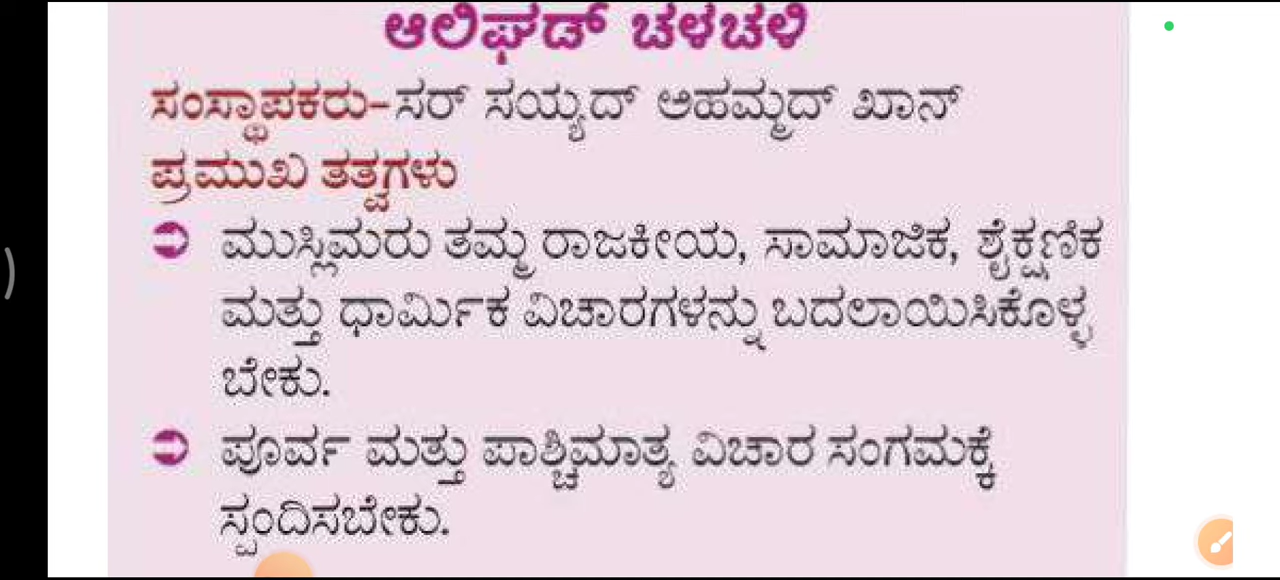 ಆಲಿಘಡ್ ಚಳಚಳಿ
ಸಂಸ್ಥಾಪಕರು-ಸರ್ ಸಯ್ಯದ್ ಅಹಮ್ಮದ್ ಖಾನ್
ಪ್ರಮುಖ ತತ್ವಗಳು
➲ ಮುಸ್ಲಿಮರು ತಮ್ಮ ರಾಜಕೀಯ, ಸಾಮಾಜಿಕ, ಶೈಕ್ಷಣಿಕ
ಮತ್ತು ಧಾರ್ಮಿಕ ವಿಚಾರಗಳನ್ನು ಬದಲಾಯಿಸಿಕೊಳ್ಳ
ಬೇಕು.
➲ ಪೂರ್ವ ಮತ್ತು ಪಾಶ್ಚಿಮಾತ್ಯ ವಿಚಾರ ಸಂಗಮಕ್ಕೆ
ಸ್ಪಂದಿಸಬೇಕು.